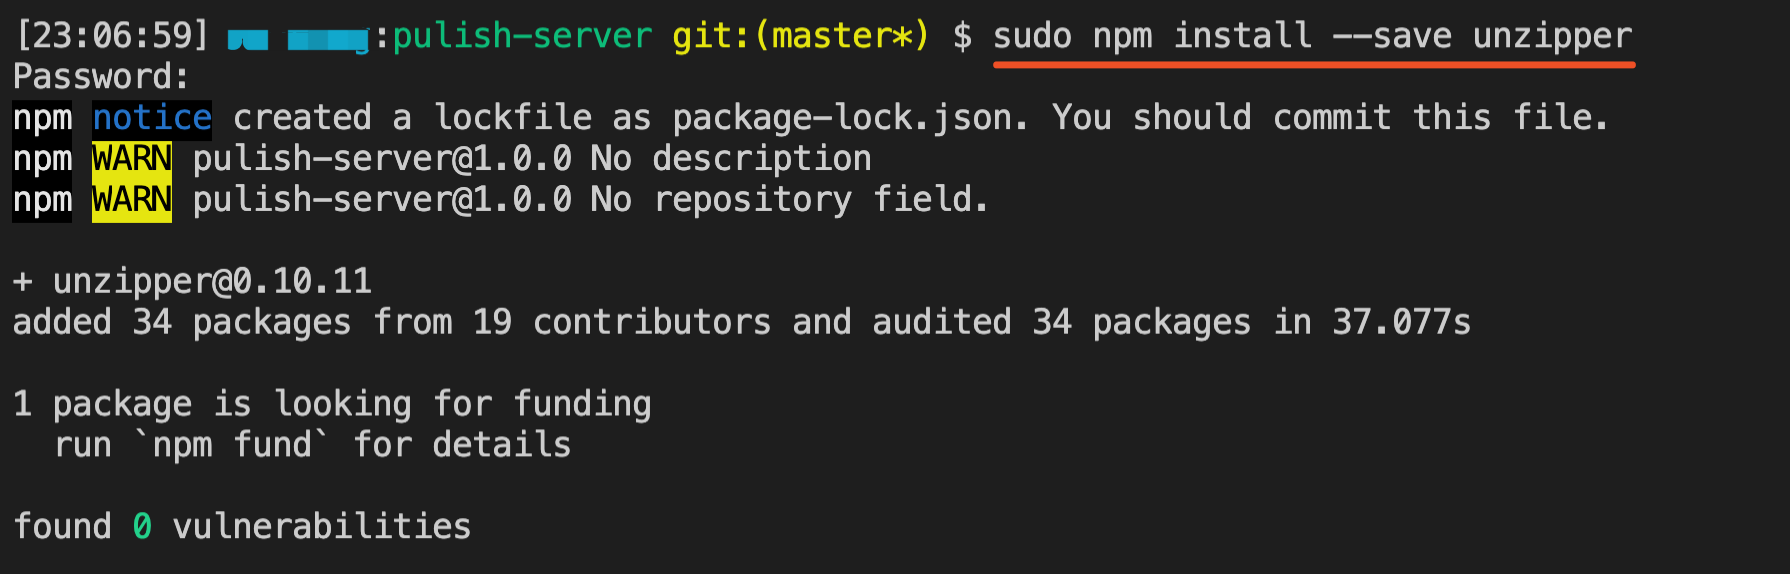 [23:06:59] :pulish-server git:(master*) $ sudo npm install --save unzipper
Password:
npm notice created a lockfile as package-lock.json. You should commit this file.
npm WARN pulish-server@1.0.0 No description
npm WARN pulish-server@1.0.0 No repository field.
+ unzipper@0.10.11
added 34 packages from 19 contributors and audited 34 packages in 37.077s
1 package is looking for funding
run `npm fund` for details
found 0 vulnerabilities